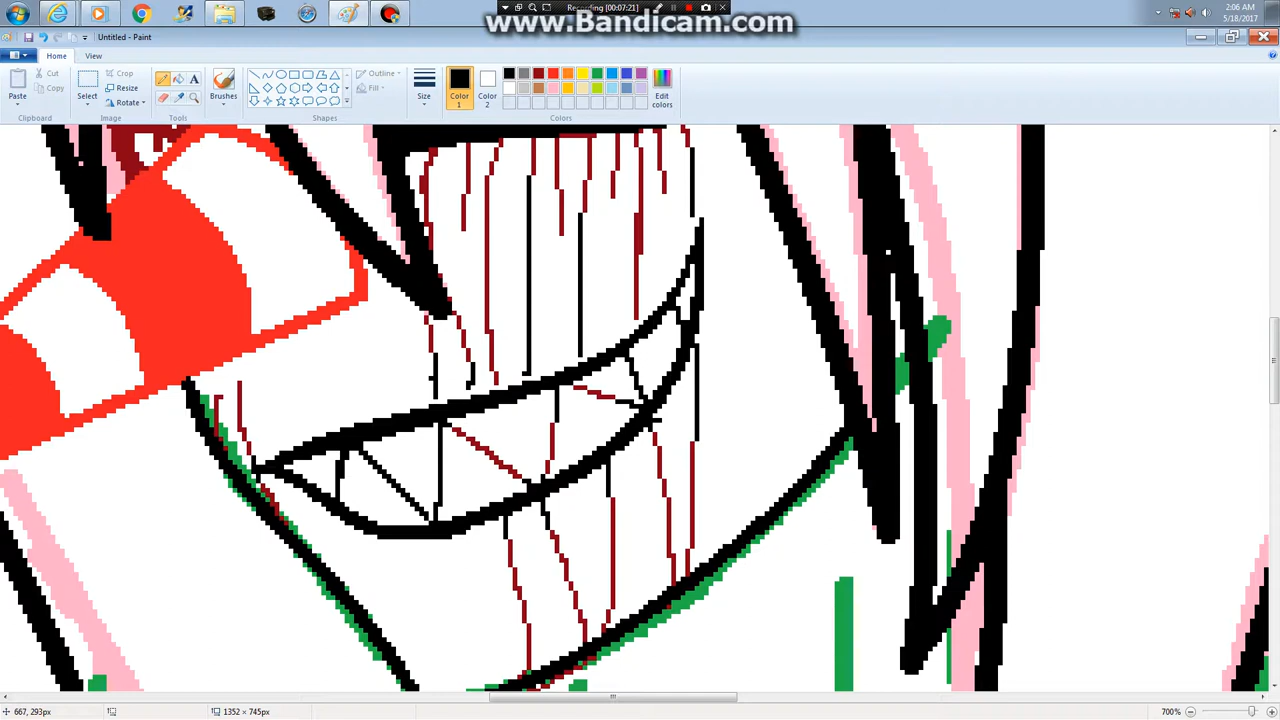 Recording [00:07:21]
www.Bandicam.com
2:06 AM
5/18/2017
Untitled - Paint
Home
View
Paste
Cut
Copy
Select
Crop
Resize
Rotate
Brushes
Outline
Fill
Size
Color 1
Color 2
Edit colors
Clipboard
Image
Tools
Shapes
Colors
667, 293px
1352 × 745px
700%